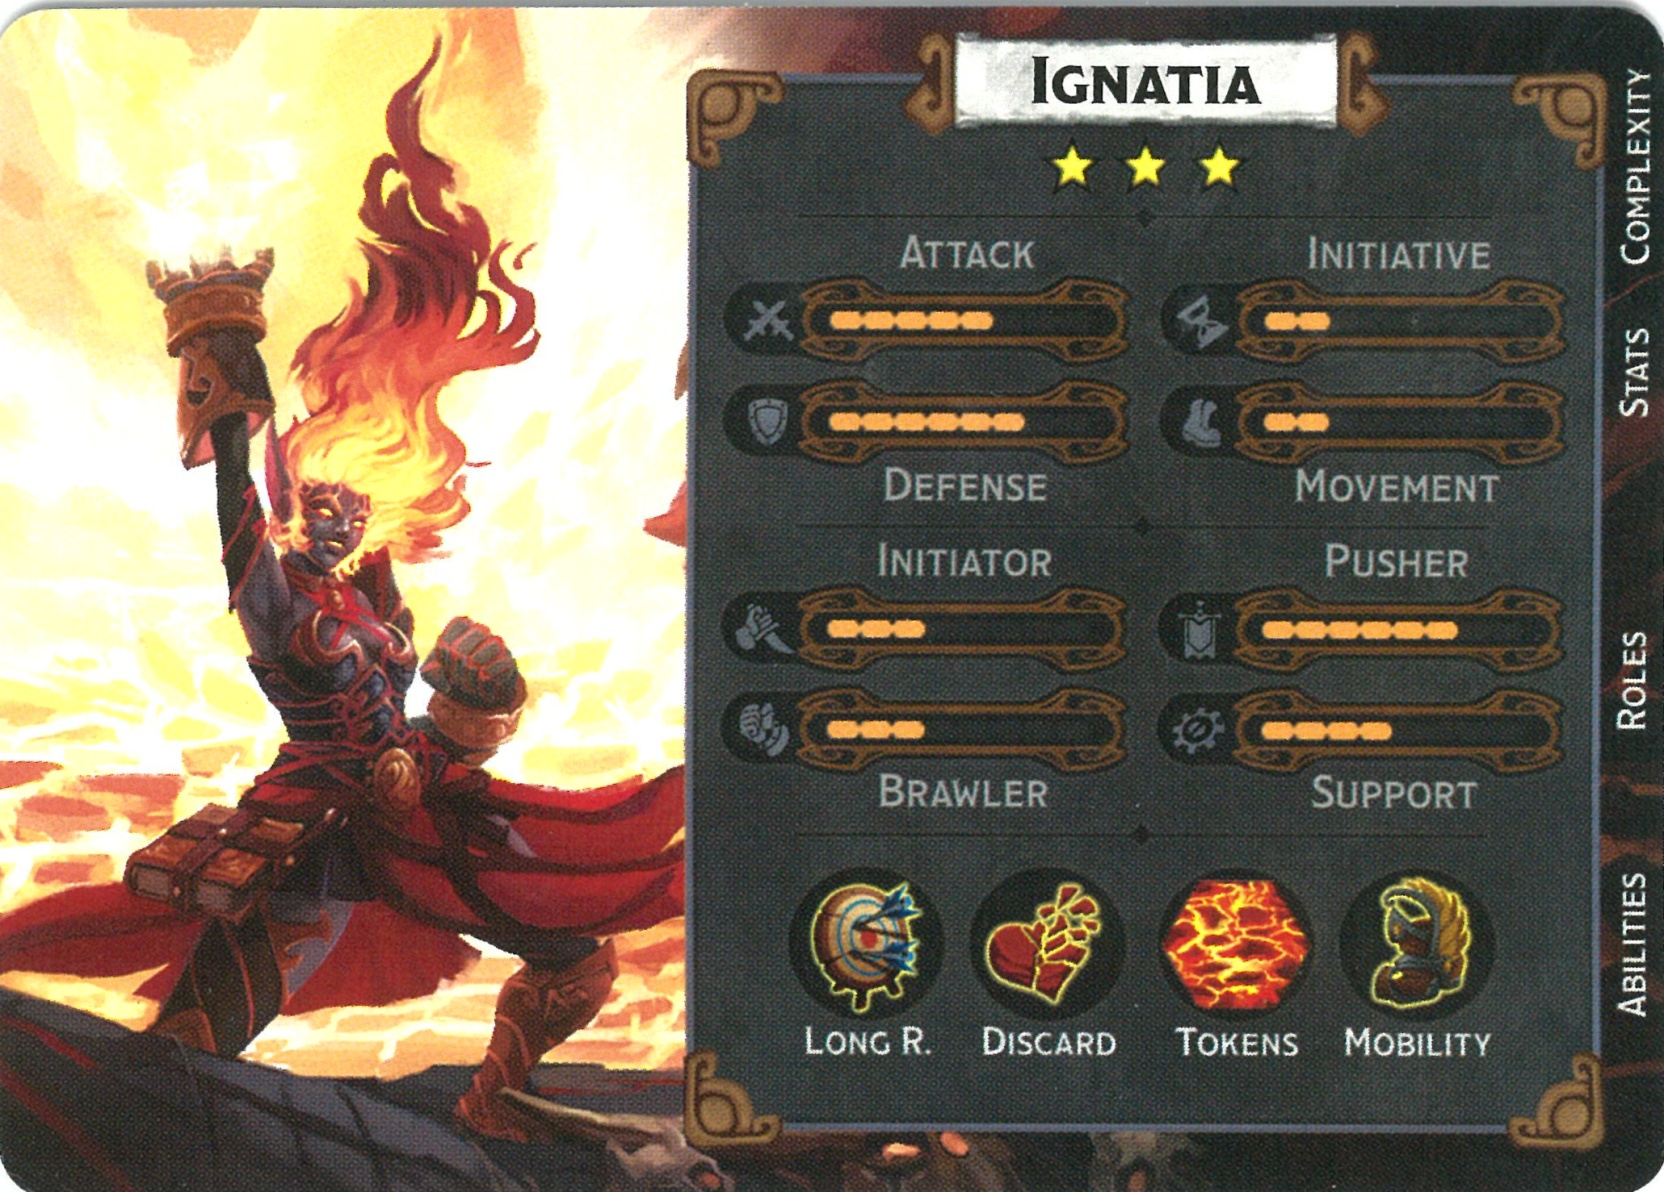 IGNATIA
ATTACK
INITIATIVE
DEFENSE
MOVEMENT
INITIATOR
PUSHER
BRAWLER
SUPPORT
LONG R.
DISCARD
TOKENS
MOBILITY
COMPLEXITY
STATS
ROLES
ABILITIES